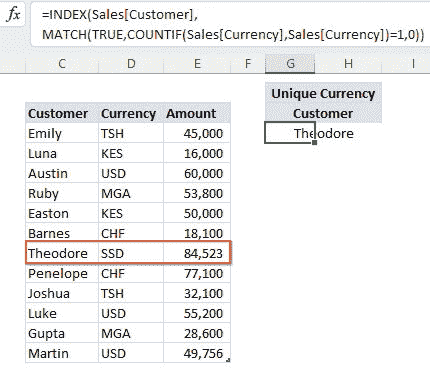 fx =INDEX(Sales[Customer],
MATCH(TRUE,COUNTIF(Sales[Currency],Sales[Currency])=1,0))
C D E F G H I
Unique Currency
Customer Currency Amount Customer
Emily TSH 45,000 Theodore
Luna KES 16,000
Austin USD 60,000
Ruby MGA 53,800
Easton KES 50,000
Barnes CHF 18,100
Theodore SSD 84,523
Penelope CHF 77,100
Joshua TSH 32,100
Luke USD 55,200
Gupta MGA 28,600
Martin USD 49,756